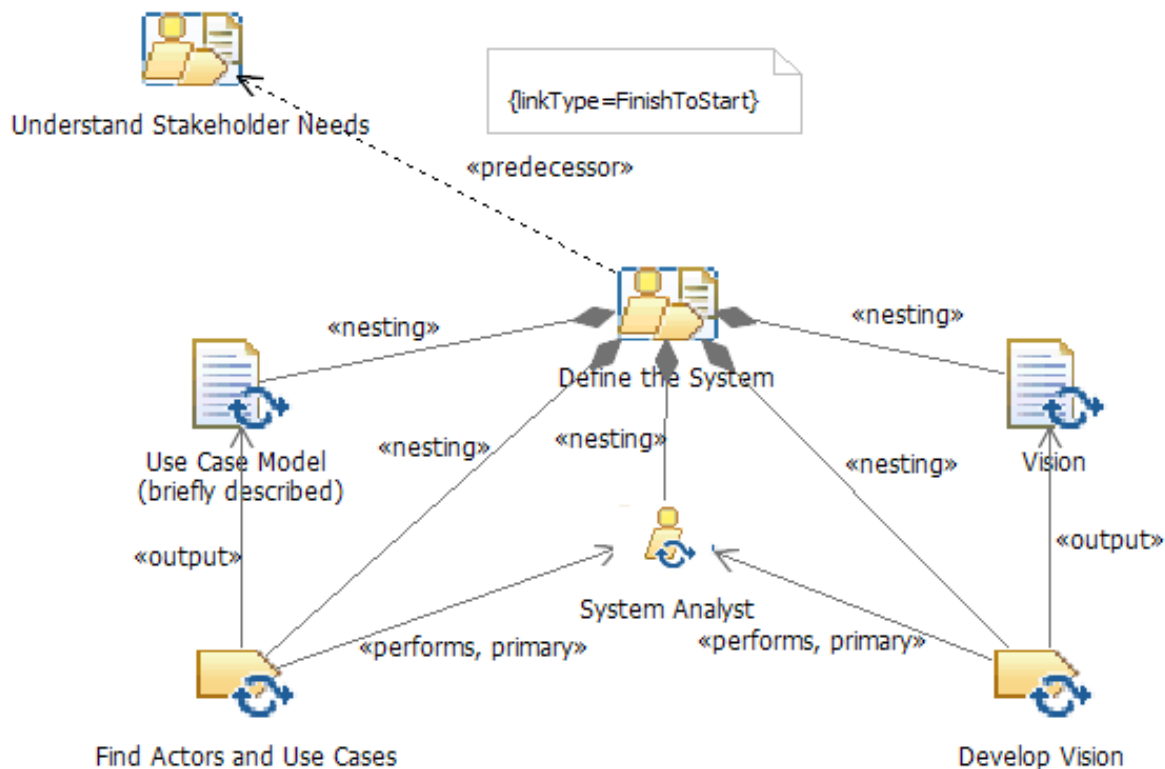 {linkType=FinishToStart}
Understand Stakeholder Needs
«predecessor»
«nesting»
«nesting»
Define the System
«nesting»
«nesting»
«nesting»
Use Case Model
(briefly described)
Vision
«output»
«output»
System Analyst
«performs, primary»
«performs, primary»
Find Actors and Use Cases
Develop Vision